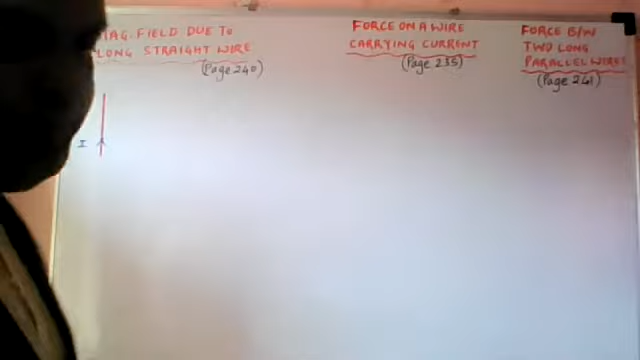 MAG. FIELD DUE TO
LONG STRAIGHT WIRE
(Page 240)
FORCE ON A WIRE
CARRYING CURRENT
(Page 235)
FORCE B/W
TWO LONG
PARALLEL WIRES
(Page 241)
I